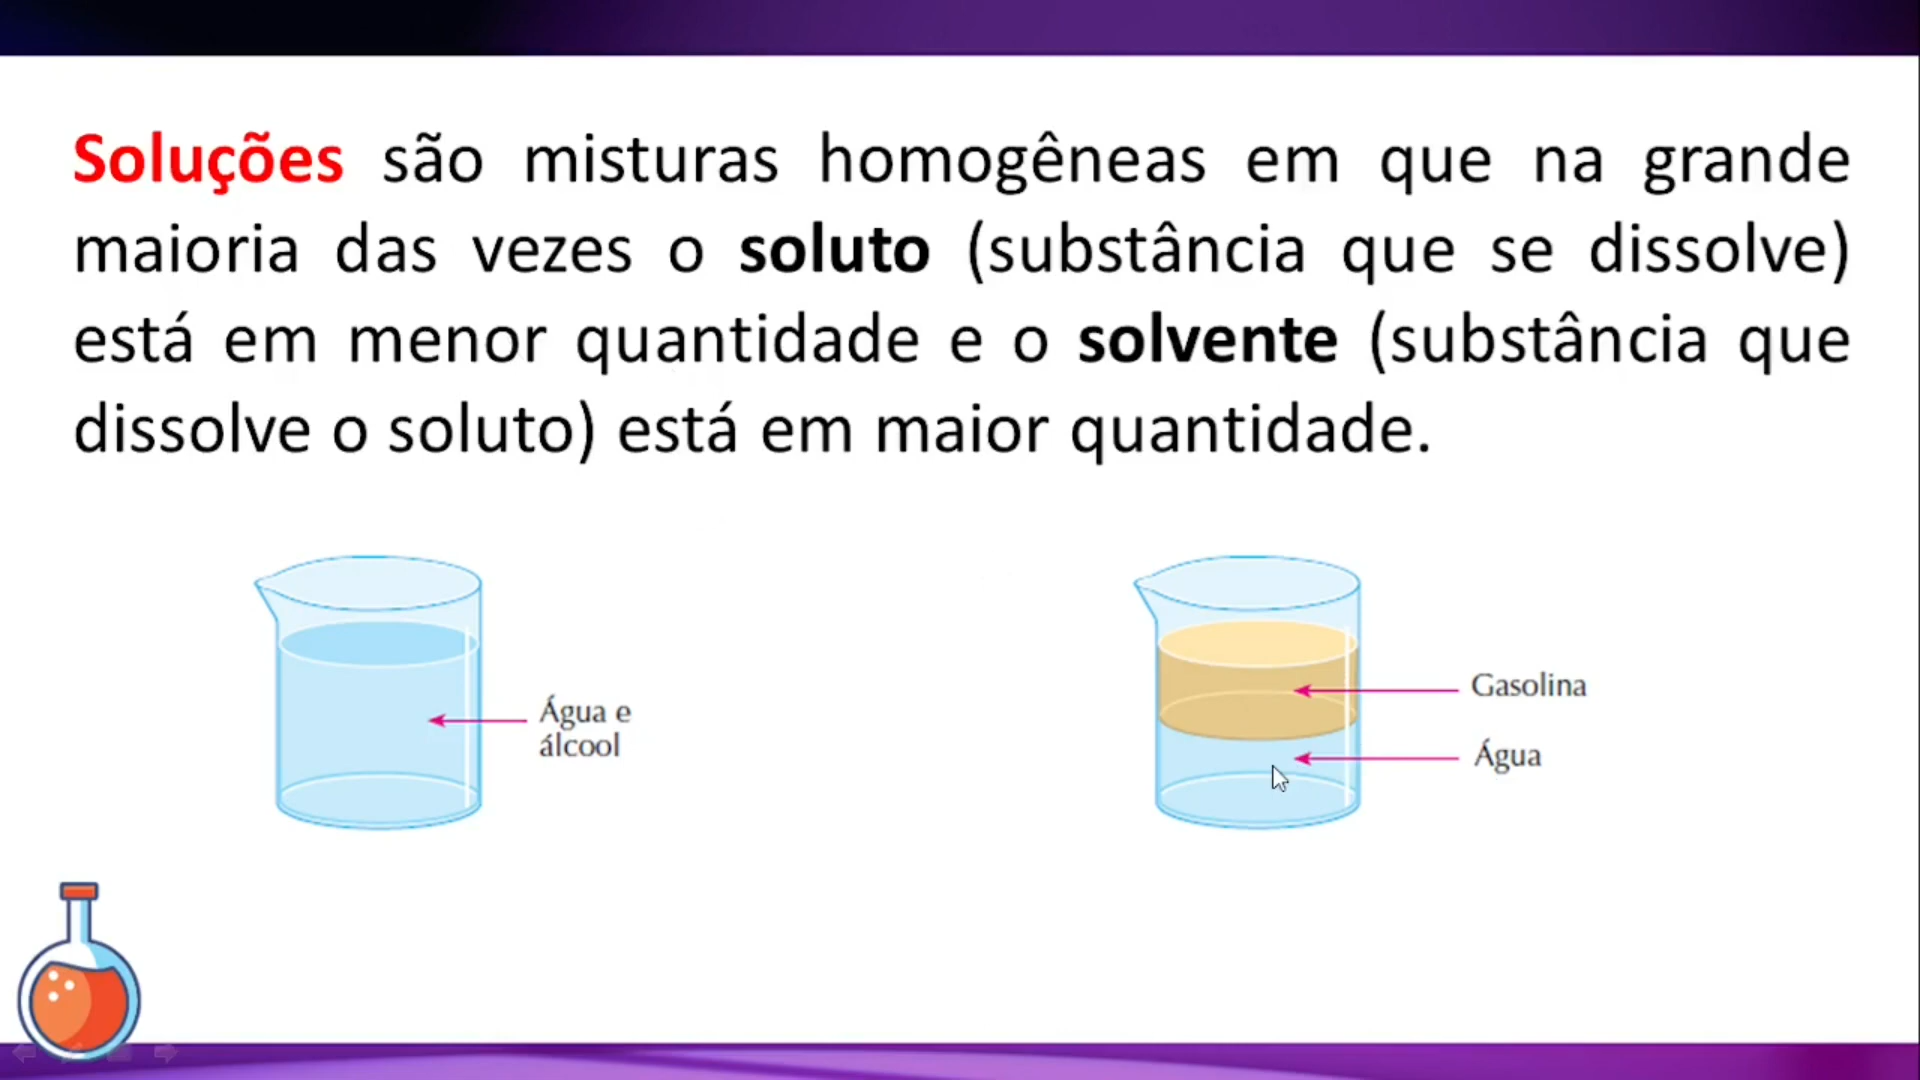 Soluções são misturas homogêneas em que na grande
maioria das vezes o soluto (substância que se dissolve)
está em menor quantidade e o solvente (substância que
dissolve o soluto) está em maior quantidade.
Água e
álcool
Gasolina
Água